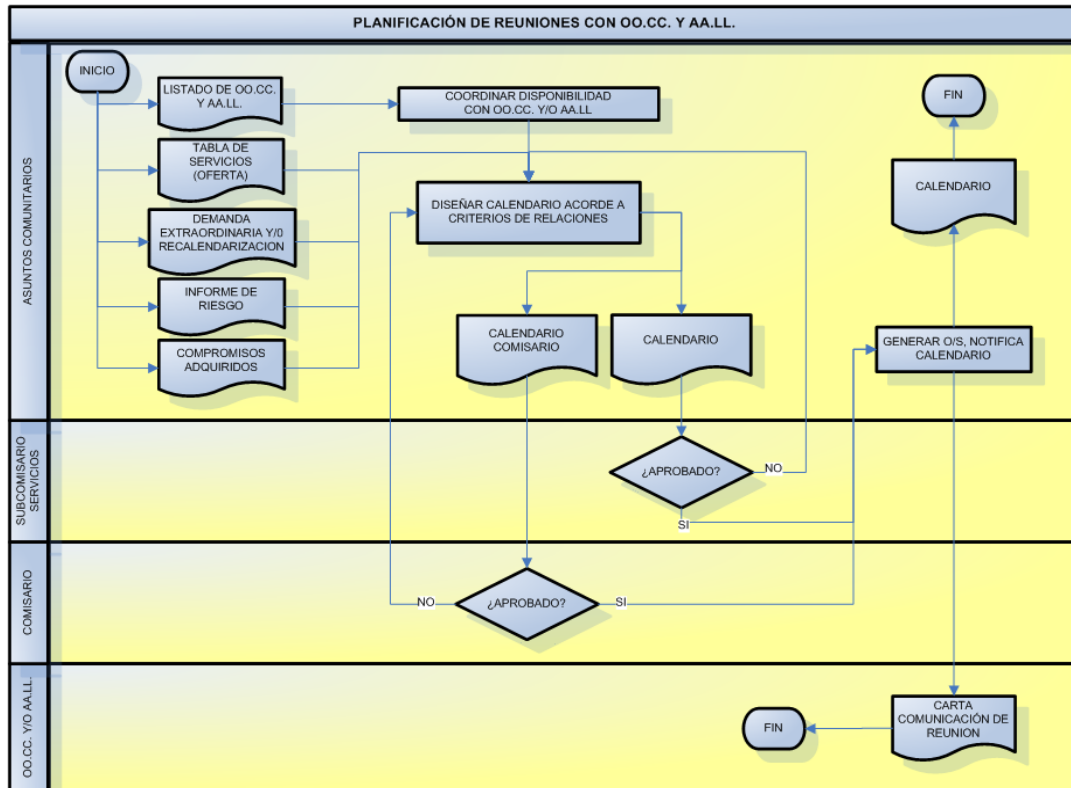 PLANIFICACIÓN DE REUNIONES CON OO.CC. Y AA.LL.
ASUNTOS COMUNITARIOS
INICIO
LISTADO DE OO.CC.
Y AA.LL.
COORDINAR DISPONIBILIDAD
CON OO.CC. Y/O AA.LL
FIN
TABLA DE
SERVICIOS
(OFERTA)
DISEÑAR CALENDARIO ACORDE A
CRITERIOS DE RELACIONES
CALENDARIO
DEMANDA
EXTRAORDINARIA Y/0
RECALENDARIZACION
INFORME DE
RIESGO
CALENDARIO
COMISARIO
CALENDARIO
GENERAR O/S, NOTIFICA
CALENDARIO
COMPROMISOS
ADQUIRIDOS
SUBCOMISARIO
SERVICIOS
¿APROBADO?
NO
SI
COMISARIO
NO
¿APROBADO?
SI
OO.CC. Y/O AA.LL.
FIN
CARTA
COMUNICACIÓN DE
REUNION